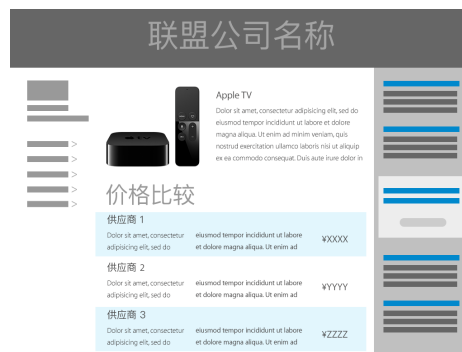 联盟公司名称
Apple TV
Dolor sit amet, consectetur adipisicing elit, sed do
eiusmod tempor incididunt ut labore et dolore
magna aliqua. Ut enim ad minim veniam, quis
nostrud exercitation ullamco laboris nisi ut aliquip
ex ea commodo consequat. Duis aute irure dolor in
>
>
>
>
>
价格比较
供应商 1
Dolor sit amet, consectetur eiusmod tempor incididunt ut labore
adipisicing elit, sed do et dolore magna aliqua. Ut enim ad
¥XXXX
供应商 2
Dolor sit amet, consectetur eiusmod tempor incididunt ut labore
adipisicing elit, sed do et dolore magna aliqua. Ut enim ad
¥YYYY
供应商 3
Dolor sit amet, consectetur eiusmod tempor incididunt ut labore
adipisicing elit, sed do et dolore magna aliqua. Ut enim ad
¥ZZZZ